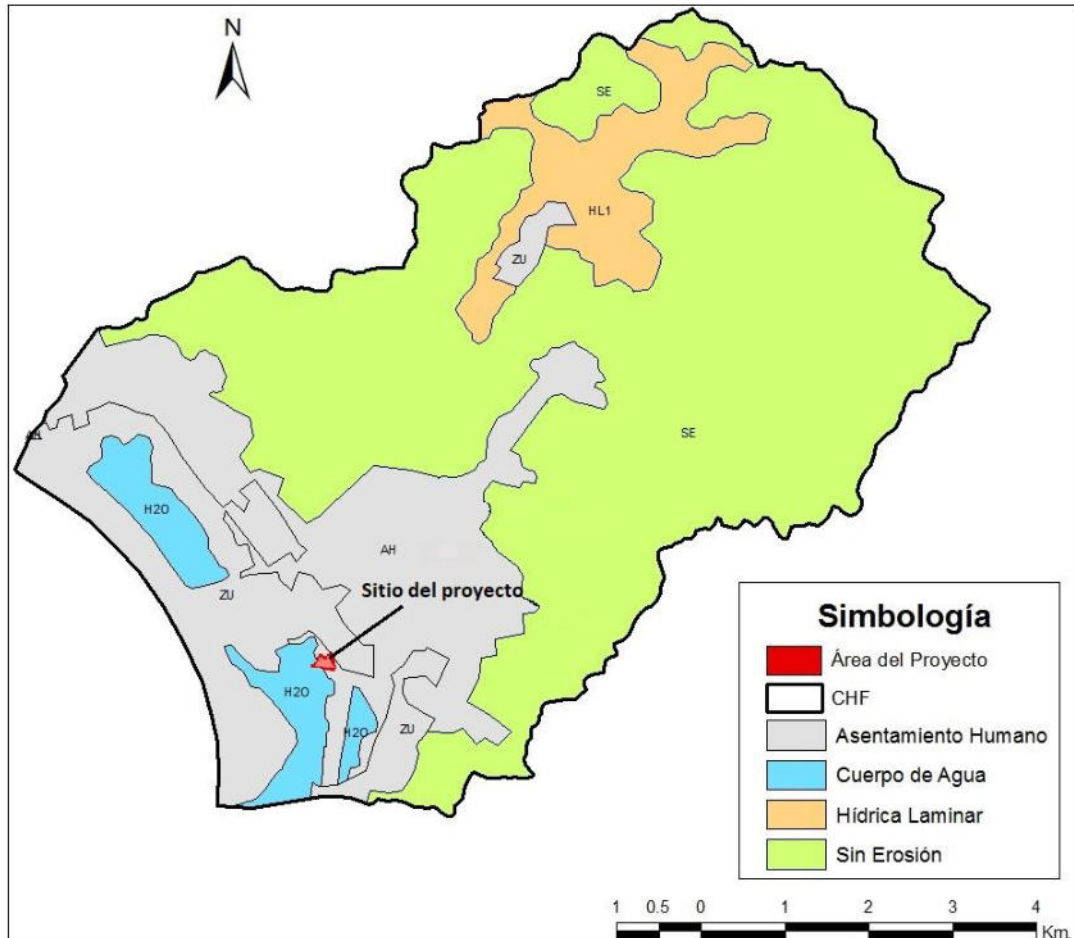 N
SE
HL1
ZU
SE
AH
H2O
AH
ZU
Sitio del proyecto
H2O
H2O
ZU
Simbología
Área del Proyecto
CHF
Asentamiento Humano
Cuerpo de Agua
Hídrica Laminar
Sin Erosión
1 0.5 0 1 2 3 4
Km.